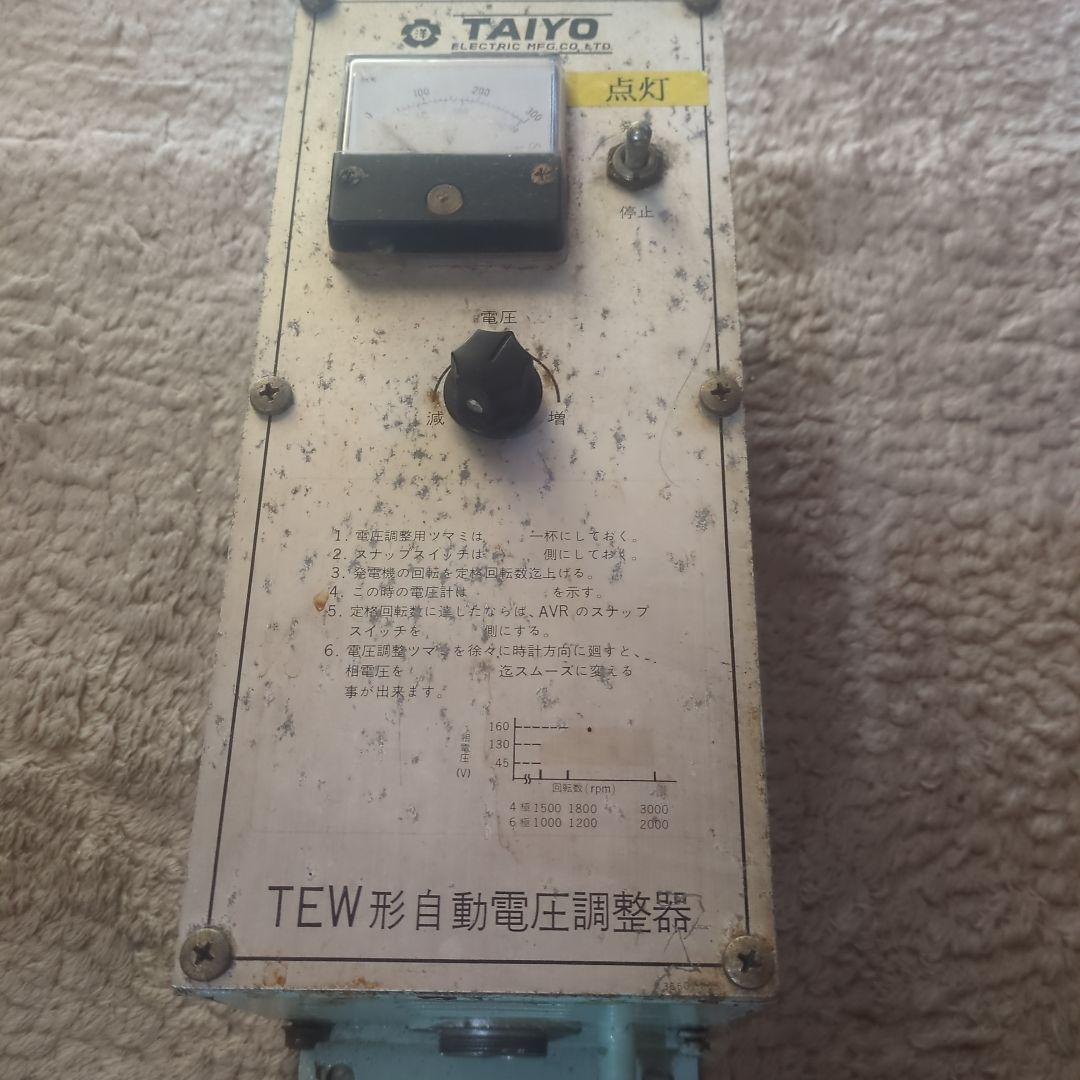 洋 TAIYO
ELECTRIC MFG.CO.,LTD.
0 100 200 300
点灯
停止
電圧
減 増
1. 電圧調整用ツマミは 一杯にしておく。
2. スナップスイッチは 側にしておく。
3. 発電機の回転を定格回転数迄上げる。
4. この時の電圧計は を示す。
5. 定格回転数に達したならば、AVR のスナップ
スイッチを 側にする。
6. 電圧調整ツマミを徐々に時計方向に廻すと、
相電圧を 迄スムーズに変える
事が出来ます。
160
130
45
相電圧(V)
回転数(rpm)
4極 1500 1800 3000
6極 1000 1200 2000
TEW形自動電圧調整器